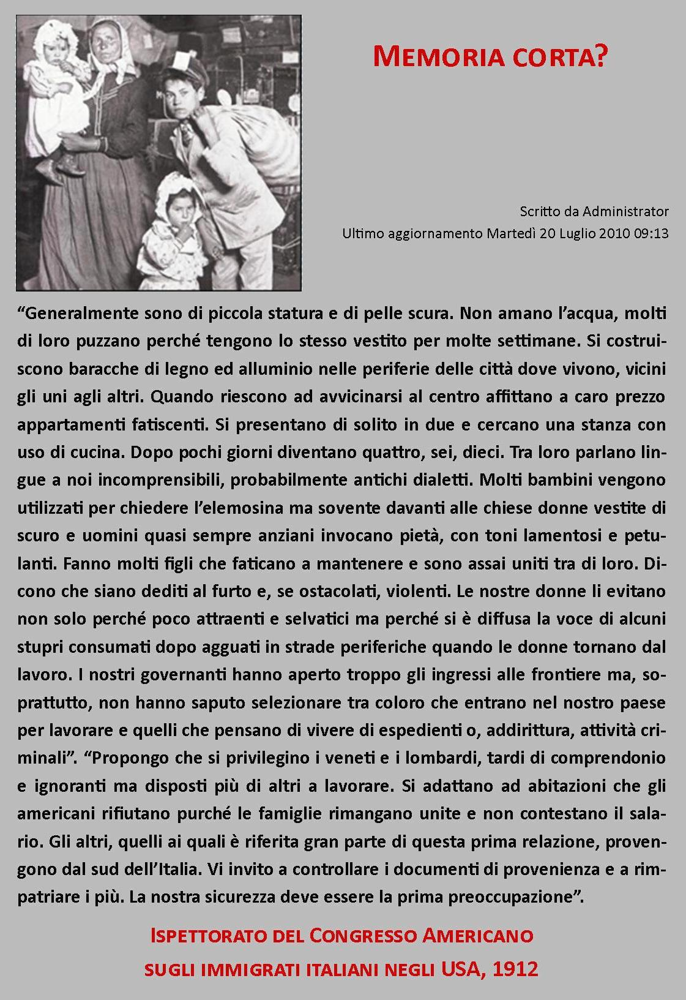 MEMORIA CORTA?
Scritto da Administrator
Ultimo aggiornamento Martedì 20 Luglio 2010 09:13
“Generalmente sono di piccola statura e di pelle scura. Non amano l’acqua, molti
di loro puzzano perché tengono lo stesso vestito per molte settimane. Si costrui-
scono baracche di legno ed alluminio nelle periferie delle città dove vivono, vicini
gli uni agli altri. Quando riescono ad avvicinarsi al centro affittano a caro prezzo
appartamenti fatiscenti. Si presentano di solito in due e cercano una stanza con
uso di cucina. Dopo pochi giorni diventano quattro, sei, dieci. Tra loro parlano lin-
gue a noi incomprensibili, probabilmente antichi dialetti. Molti bambini vengono
utilizzati per chiedere l’elemosina ma sovente davanti alle chiese donne vestite di
scuro e uomini quasi sempre anziani invocano pietà, con toni lamentosi e petu-
lanti. Fanno molti figli che faticano a mantenere e sono assai uniti tra di loro. Di-
cono che siano dediti al furto e, se ostacolati, violenti. Le nostre donne li evitano
non solo perché poco attraenti e selvatici ma perché si è diffusa la voce di alcuni
stupri consumati dopo agguati in strade periferiche quando le donne tornano dal
lavoro. I nostri governanti hanno aperto troppo gli ingressi alle frontiere ma, so-
prattutto, non hanno saputo selezionare tra coloro che entrano nel nostro paese
per lavorare e quelli che pensano di vivere di espedienti o, addirittura, attività cri-
minali”. “Propongo che si privilegino i veneti e i lombardi, tardi di comprendonio
e ignoranti ma disposti più di altri a lavorare. Si adattano ad abitazioni che gli
americani rifiutano purché le famiglie rimangano unite e non contestano il sala-
rio. Gli altri, quelli ai quali è riferita gran parte di questa prima relazione, proven-
gono dal sud dell’Italia. Vi invito a controllare i documenti di provenienza e a rim-
patriare i più. La nostra sicurezza deve essere la prima preoccupazione”.
ISPETTORATO DEL CONGRESSO AMERICANO
SUGLI IMMIGRATI ITALIANI NEGLI USA, 1912